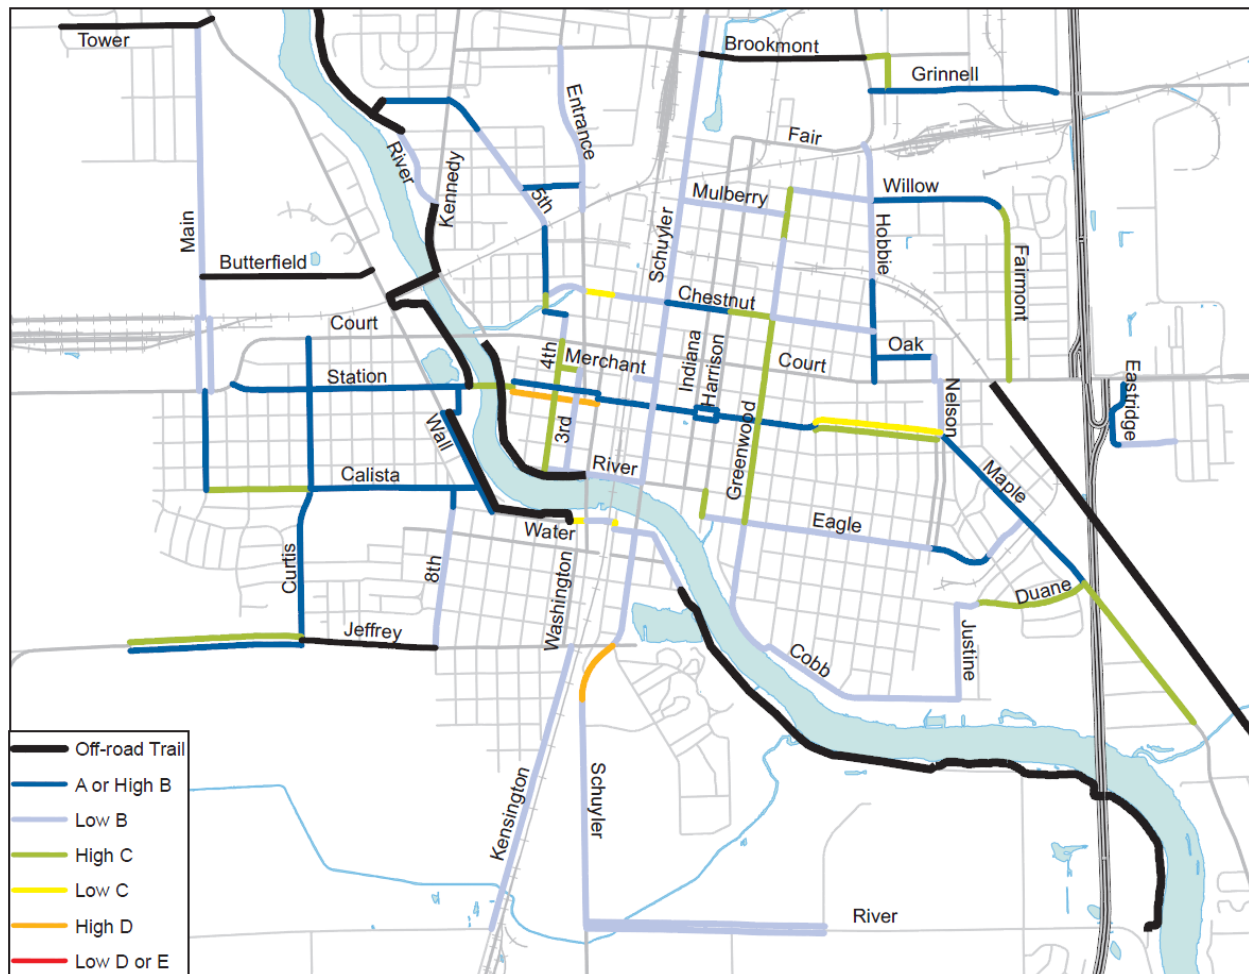 Tower
Brookmont
Grinnell
Entrance
Fair
River
Kennedy
5th
Mulberry
Willow
Main
Schuyler
Hobbie
Fairmont
Butterfield
Chestnut
Court
4th
Merchant
Indiana
Harrison
Court
Oak
Station
Eastridge
Nelson
Wall
3rd
Greenwood
River
Calista
Maple
Eagle
Water
8th
Curtis
Washington
Duane
Jeffrey
Justine
Cobb
Off-road Trail
A or High B
Low B
High C
Low C
High D
Low D or E
Kensington
Schuyler
River